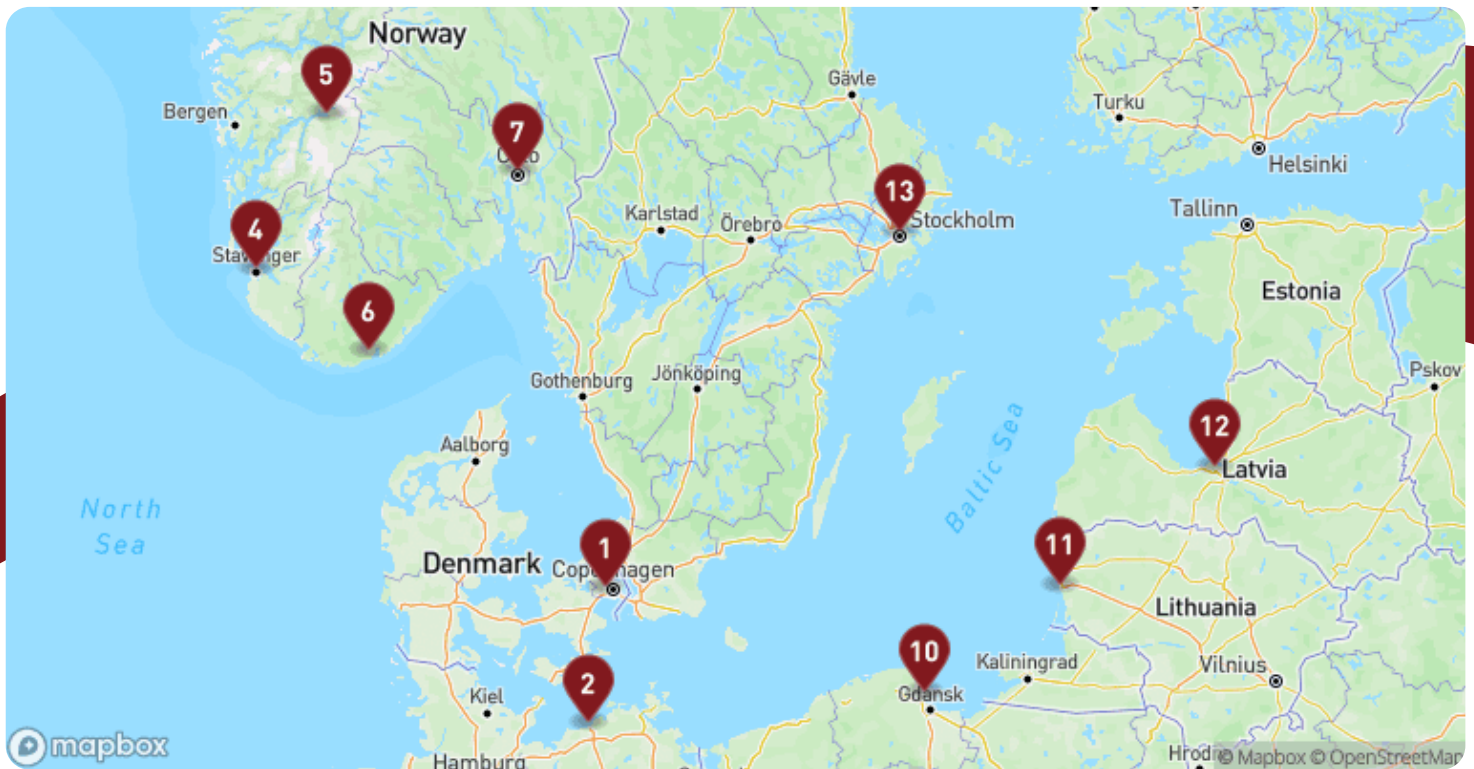 Norway
5
Gävle
Bergen
Turku
7
Helsinki
13
Stockholm
Tallinn
Karlstad
Örebro
4
Estonia
6
Pskov
Gothenburg
Jönköping
12
Aalborg
Latvia
Baltic Sea
North
Sea
11
1
Denmark
Lithuania
10
Kaliningrad
Vilnius
2
Gdansk
Kiel
mapbox
Hamburg
© Mapbox © OpenStreetMap